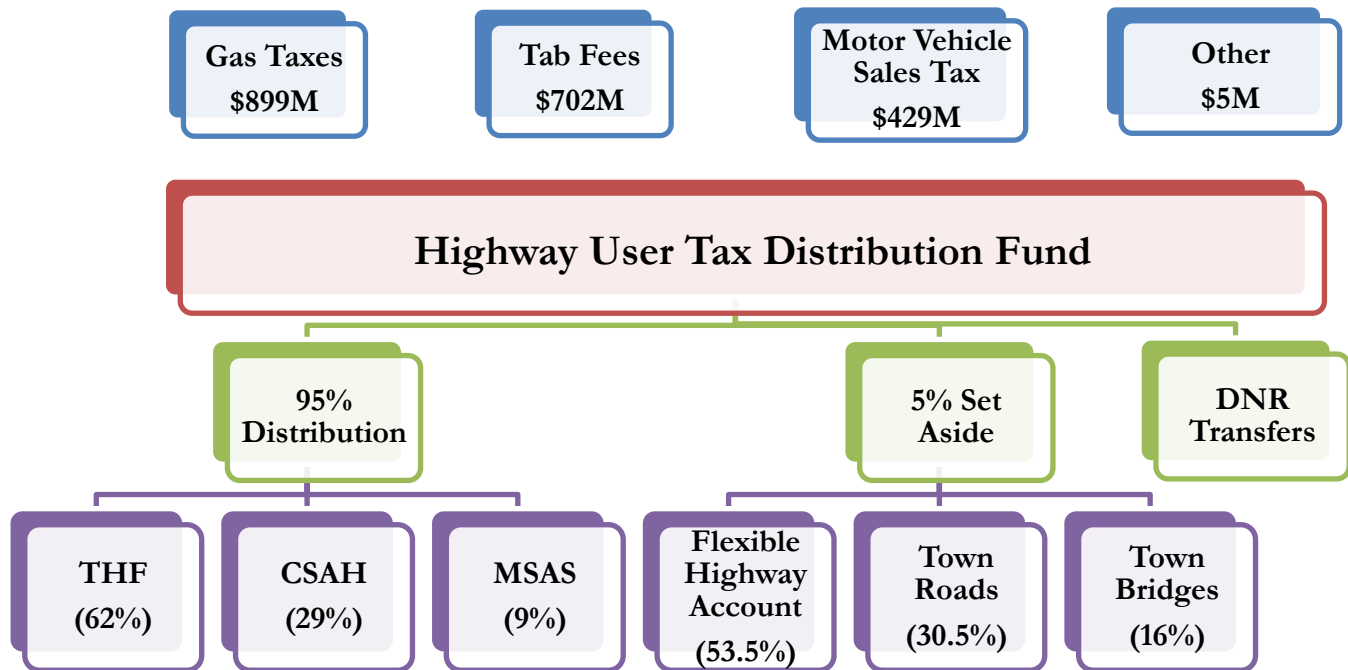 Gas Taxes
$899M
Tab Fees
$702M
Motor Vehicle
Sales Tax
$429M
Other
$5M
Highway User Tax Distribution Fund
95%
Distribution
5% Set
Aside
DNR
Transfers
THF
(62%)
CSAH
(29%)
MSAS
(9%)
Flexible
Highway
Account
(53.5%)
Town
Roads
(30.5%)
Town
Bridges
(16%)